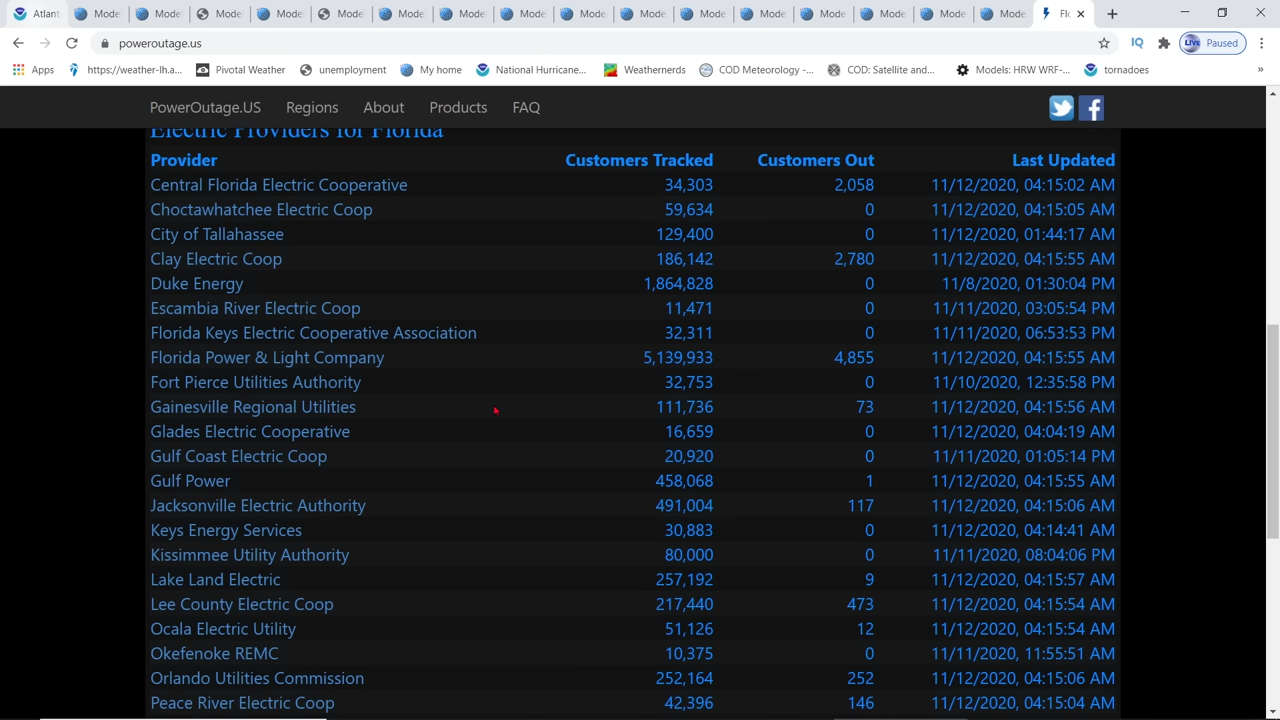 Atlant Mode Mode Mode Mode Mode Mode Mode Mode Mode Mode Mode Mode Mode Mode Mode Mode Flo
poweroutage.us IQ LIVE Paused
Apps https://weather-lh.a... Pivotal Weather unemployment My home National Hurricane... Weathernerds COD Meteorology -... COD: Satellite and... Models: HRW WRF-... tornadoes »
PowerOutage.US Regions About Products FAQ
Electric Providers for Florida
Provider Customers Tracked Customers Out Last Updated
Central Florida Electric Cooperative 34,303 2,058 11/12/2020, 04:15:02 AM
Choctawhatchee Electric Coop 59,634 0 11/12/2020, 04:15:05 AM
City of Tallahassee 129,400 0 11/12/2020, 01:44:17 AM
Clay Electric Coop 186,142 2,780 11/12/2020, 04:15:55 AM
Duke Energy 1,864,828 0 11/8/2020, 01:30:04 PM
Escambia River Electric Coop 11,471 0 11/11/2020, 03:05:54 PM
Florida Keys Electric Cooperative Association 32,311 0 11/11/2020, 06:53:53 PM
Florida Power & Light Company 5,139,933 4,855 11/12/2020, 04:15:55 AM
Fort Pierce Utilities Authority 32,753 0 11/10/2020, 12:35:58 PM
Gainesville Regional Utilities 111,736 73 11/12/2020, 04:15:56 AM
Glades Electric Cooperative 16,659 0 11/12/2020, 04:04:19 AM
Gulf Coast Electric Coop 20,920 0 11/11/2020, 01:05:14 PM
Gulf Power 458,068 1 11/12/2020, 04:15:55 AM
Jacksonville Electric Authority 491,004 117 11/12/2020, 04:15:06 AM
Keys Energy Services 30,883 0 11/12/2020, 04:14:41 AM
Kissimmee Utility Authority 80,000 0 11/11/2020, 08:04:06 PM
Lake Land Electric 257,192 9 11/12/2020, 04:15:57 AM
Lee County Electric Coop 217,440 473 11/12/2020, 04:15:54 AM
Ocala Electric Utility 51,126 12 11/12/2020, 04:15:54 AM
Okefenoke REMC 10,375 0 11/11/2020, 11:55:51 AM
Orlando Utilities Commission 252,164 252 11/12/2020, 04:15:06 AM
Peace River Electric Coop 42,396 146 11/12/2020, 04:15:04 AM